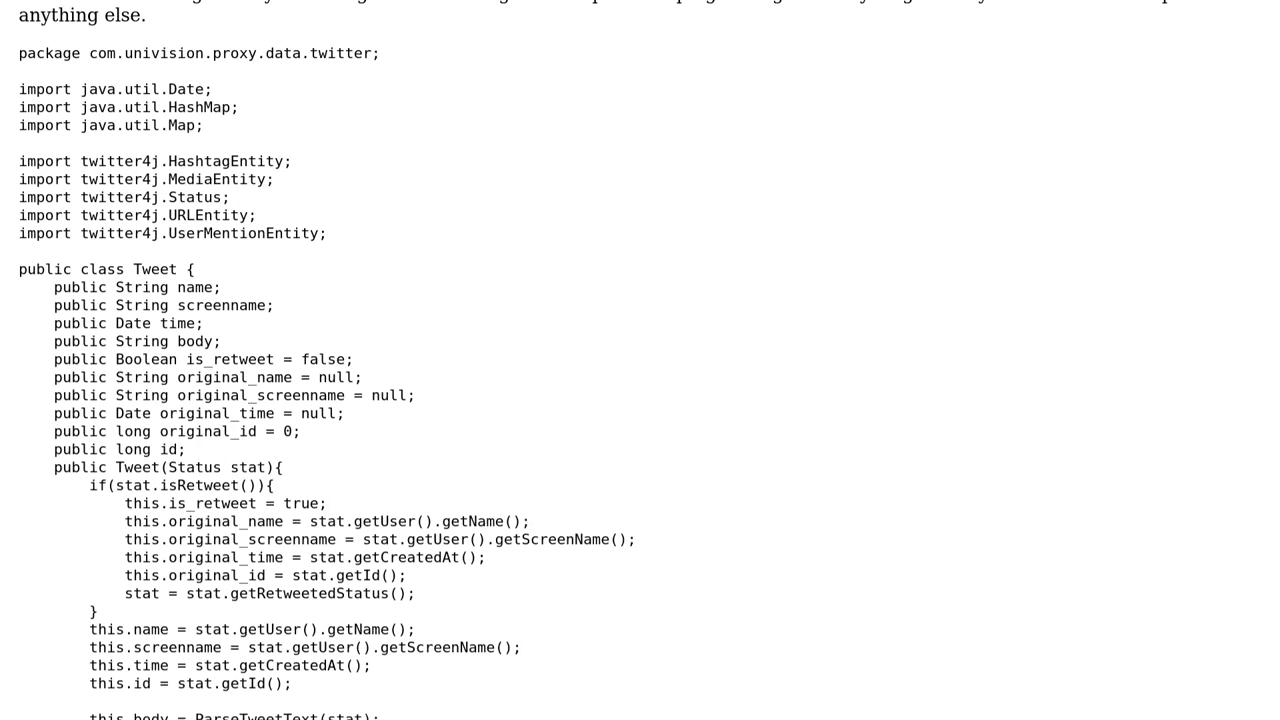 anything else.
package com.univision.proxy.data.twitter;
import java.util.Date;
import java.util.HashMap;
import java.util.Map;
import twitter4j.HashtagEntity;
import twitter4j.MediaEntity;
import twitter4j.Status;
import twitter4j.URLEntity;
import twitter4j.UserMentionEntity;
public class Tweet {
    public String name;
    public String screenname;
    public Date time;
    public String body;
    public Boolean is_retweet = false;
    public String original_name = null;
    public String original_screenname = null;
    public Date original_time = null;
    public long original_id = 0;
    public long id;
    public Tweet(Status stat){
        if(stat.isRetweet()){
            this.is_retweet = true;
            this.original_name = stat.getUser().getName();
            this.original_screenname = stat.getUser().getScreenName();
            this.original_time = stat.getCreatedAt();
            this.original_id = stat.getId();
            stat = stat.getRetweetedStatus();
        }
        this.name = stat.getUser().getName();
        this.screenname = stat.getUser().getScreenName();
        this.time = stat.getCreatedAt();
        this.id = stat.getId();
        this.body = ParseTweetText(stat);